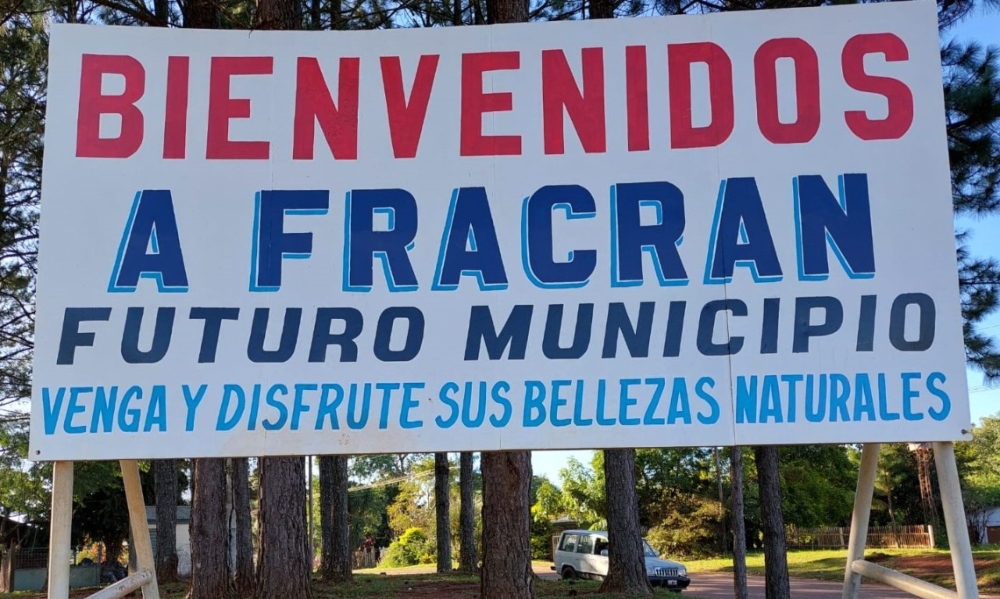 BIENVENIDOS
A FRACRAN
FUTURO MUNICIPIO
VENGA Y DISFRUTE SUS BELLEZAS NATURALES